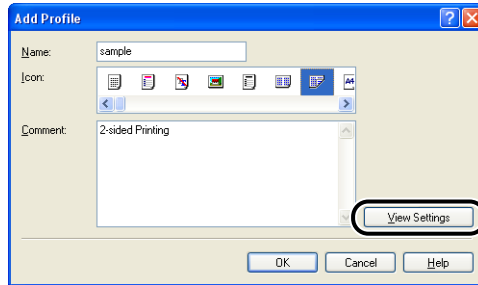 Add Profile
Name: sample
Icon:
Comment: 2-sided Printing
View Settings
OK Cancel Help